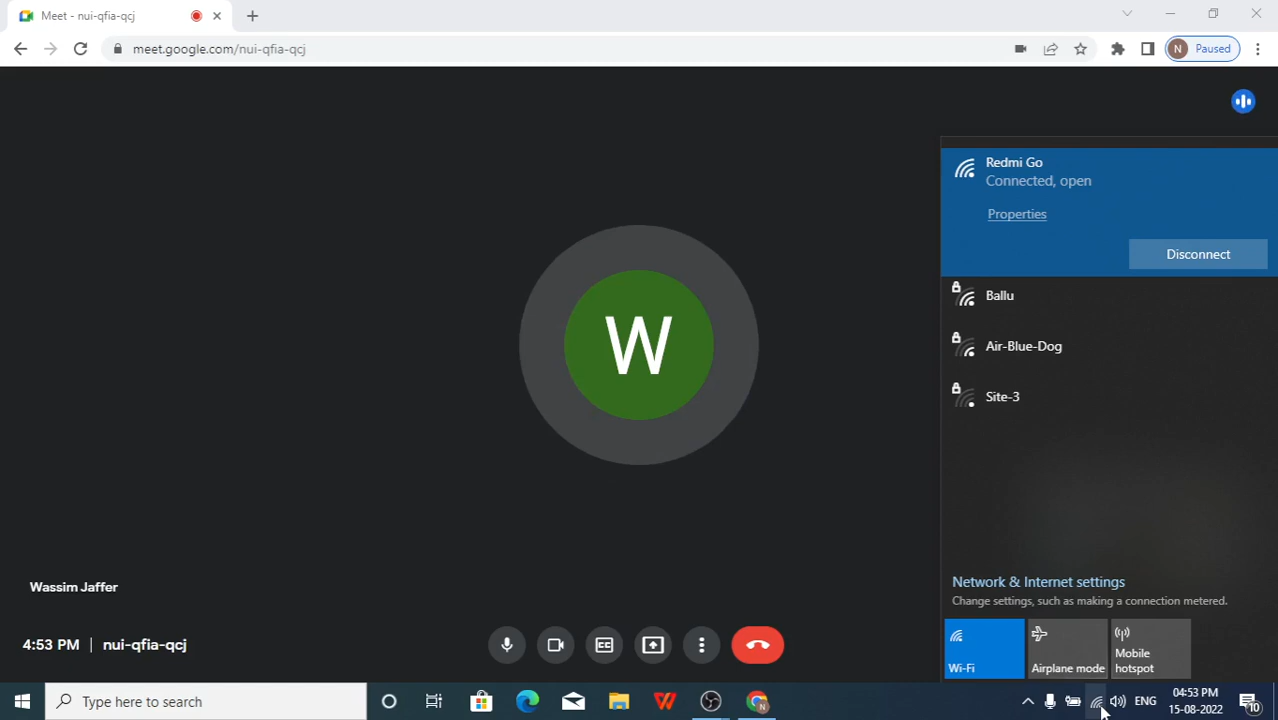 Meet - nui-qfia-qcj
meet.google.com/nui-qfia-qcj
N Paused
Redmi Go
Connected, open
Properties
Disconnect
Ballu
Air-Blue-Dog
Site-3
W
Wassim Jaffer
4:53 PM | nui-qfia-qcj
CC
Network & Internet settings
Change settings, such as making a connection metered.
Wi-Fi
Airplane mode
Mobile
hotspot
Type here to search
N
ENG
04:53 PM
15-08-2022
10